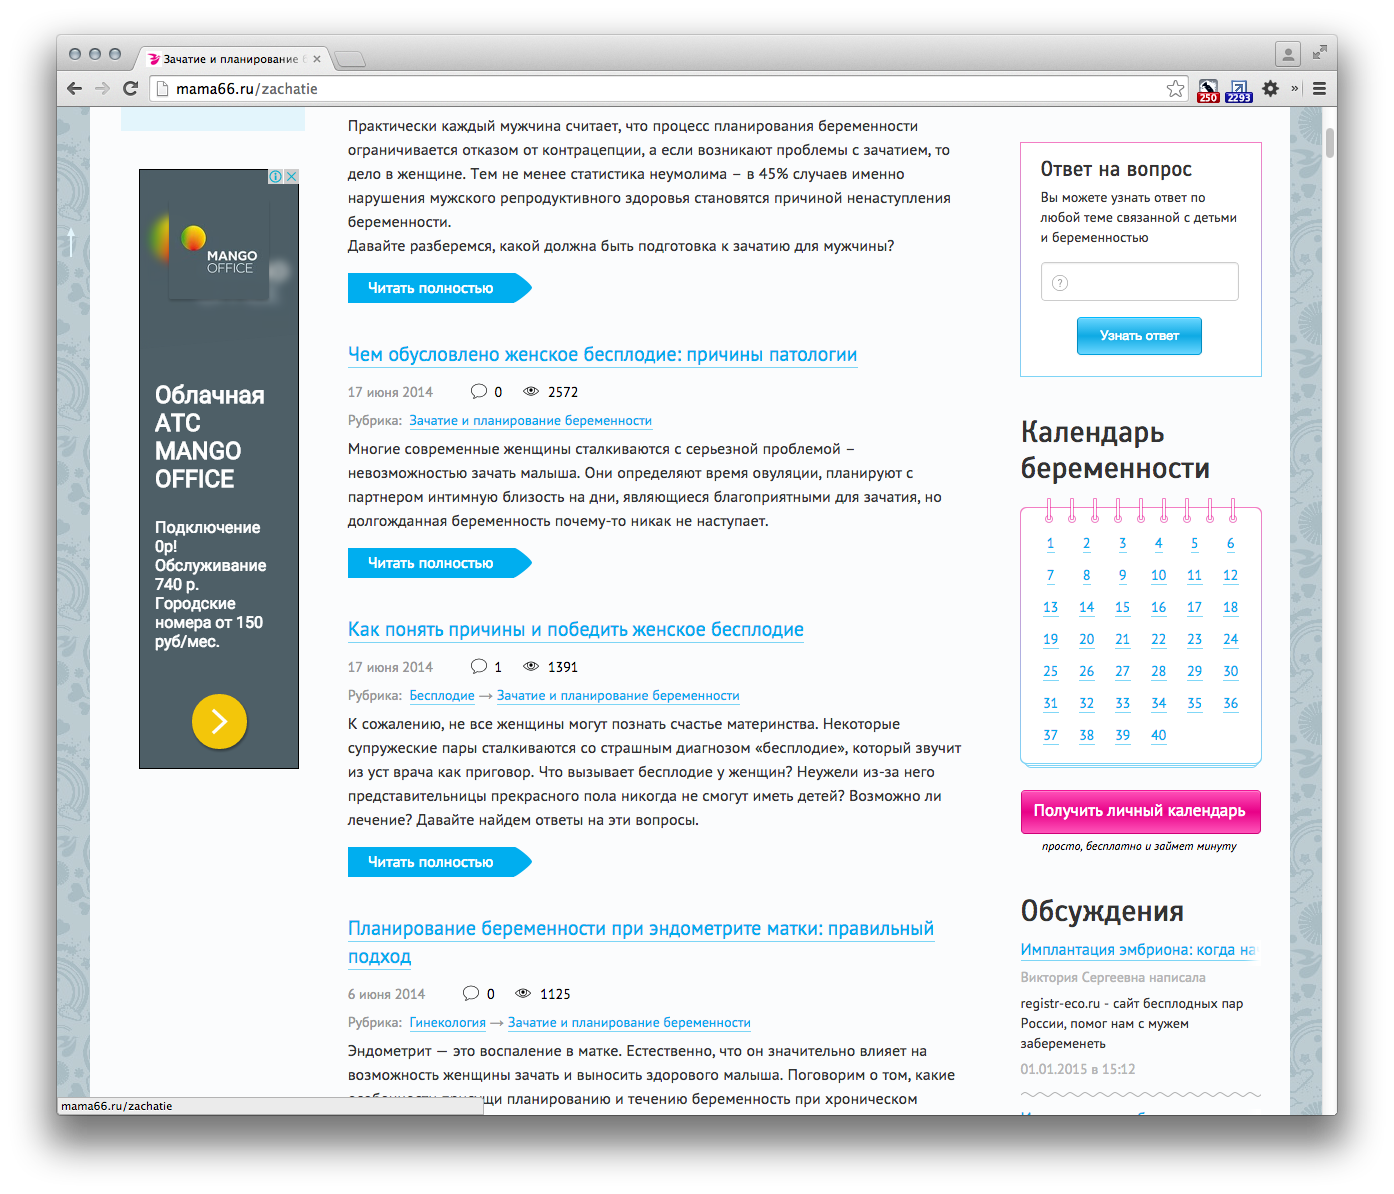 Зачатие и планирование б
mama66.ru/zachatie
250
2293
»
MANGO
OFFICE
Облачная
АТС
MANGO
OFFICE
Подключение
0р!
Обслуживание
740 р.
Городские
номера от 150
руб/мес.
Практически каждый мужчина считает, что процесс планирования беременности
ограничивается отказом от контрацепции, а если возникают проблемы с зачатием, то
дело в женщине. Тем не менее статистика неумолима – в 45% случаев именно
нарушения мужского репродуктивного здоровья становятся причиной ненаступления
беременности.
Давайте разберемся, какой должна быть подготовка к зачатию для мужчины?
Читать полностью
Чем обусловлено женское бесплодие: причины патологии
17 июня 2014 0 2572
Рубрика: Зачатие и планирование беременности
Многие современные женщины сталкиваются с серьезной проблемой –
невозможностью зачать малыша. Они определяют время овуляции, планируют с
партнером интимную близость на дни, являющиеся благоприятными для зачатия, но
долгожданная беременность почему-то никак не наступает.
Читать полностью
Как понять причины и победить женское бесплодие
17 июня 2014 1 1391
Рубрика: Бесплодие → Зачатие и планирование беременности
К сожалению, не все женщины могут познать счастье материнства. Некоторые
супружеские пары сталкиваются со страшным диагнозом «бесплодие», который звучит
из уст врача как приговор. Что вызывает бесплодие у женщин? Неужели из-за него
представительницы прекрасного пола никогда не смогут иметь детей? Возможно ли
лечение? Давайте найдем ответы на эти вопросы.
Читать полностью
Планирование беременности при эндометрите матки: правильный
подход
6 июня 2014 0 1125
Рубрика: Гинекология → Зачатие и планирование беременности
Эндометрит — это воспаление в матке. Естественно, что он значительно влияет на
возможность женщины зачать и выносить здорового малыша. Поговорим о том, какие
планированию и течению беременность при хроническом
Ответ на вопрос
Вы можете узнать ответ по
любой теме связанной с детьми
и беременностью
?
Узнать ответ
Календарь
беременности
1 2 3 4 5 6
7 8 9 10 11 12
13 14 15 16 17 18
19 20 21 22 23 24
25 26 27 28 29 30
31 32 33 34 35 36
37 38 39 40
Получить личный календарь
просто, бесплатно и займет минуту
Обсуждения
Имплантация эмбриона: когда на
Виктория Сергеевна написала
registr-eco.ru - сайт бесплодных пар
России, помог нам с мужем
забеременеть
01.01.2015 в 15:12
mama66.ru/zachatie